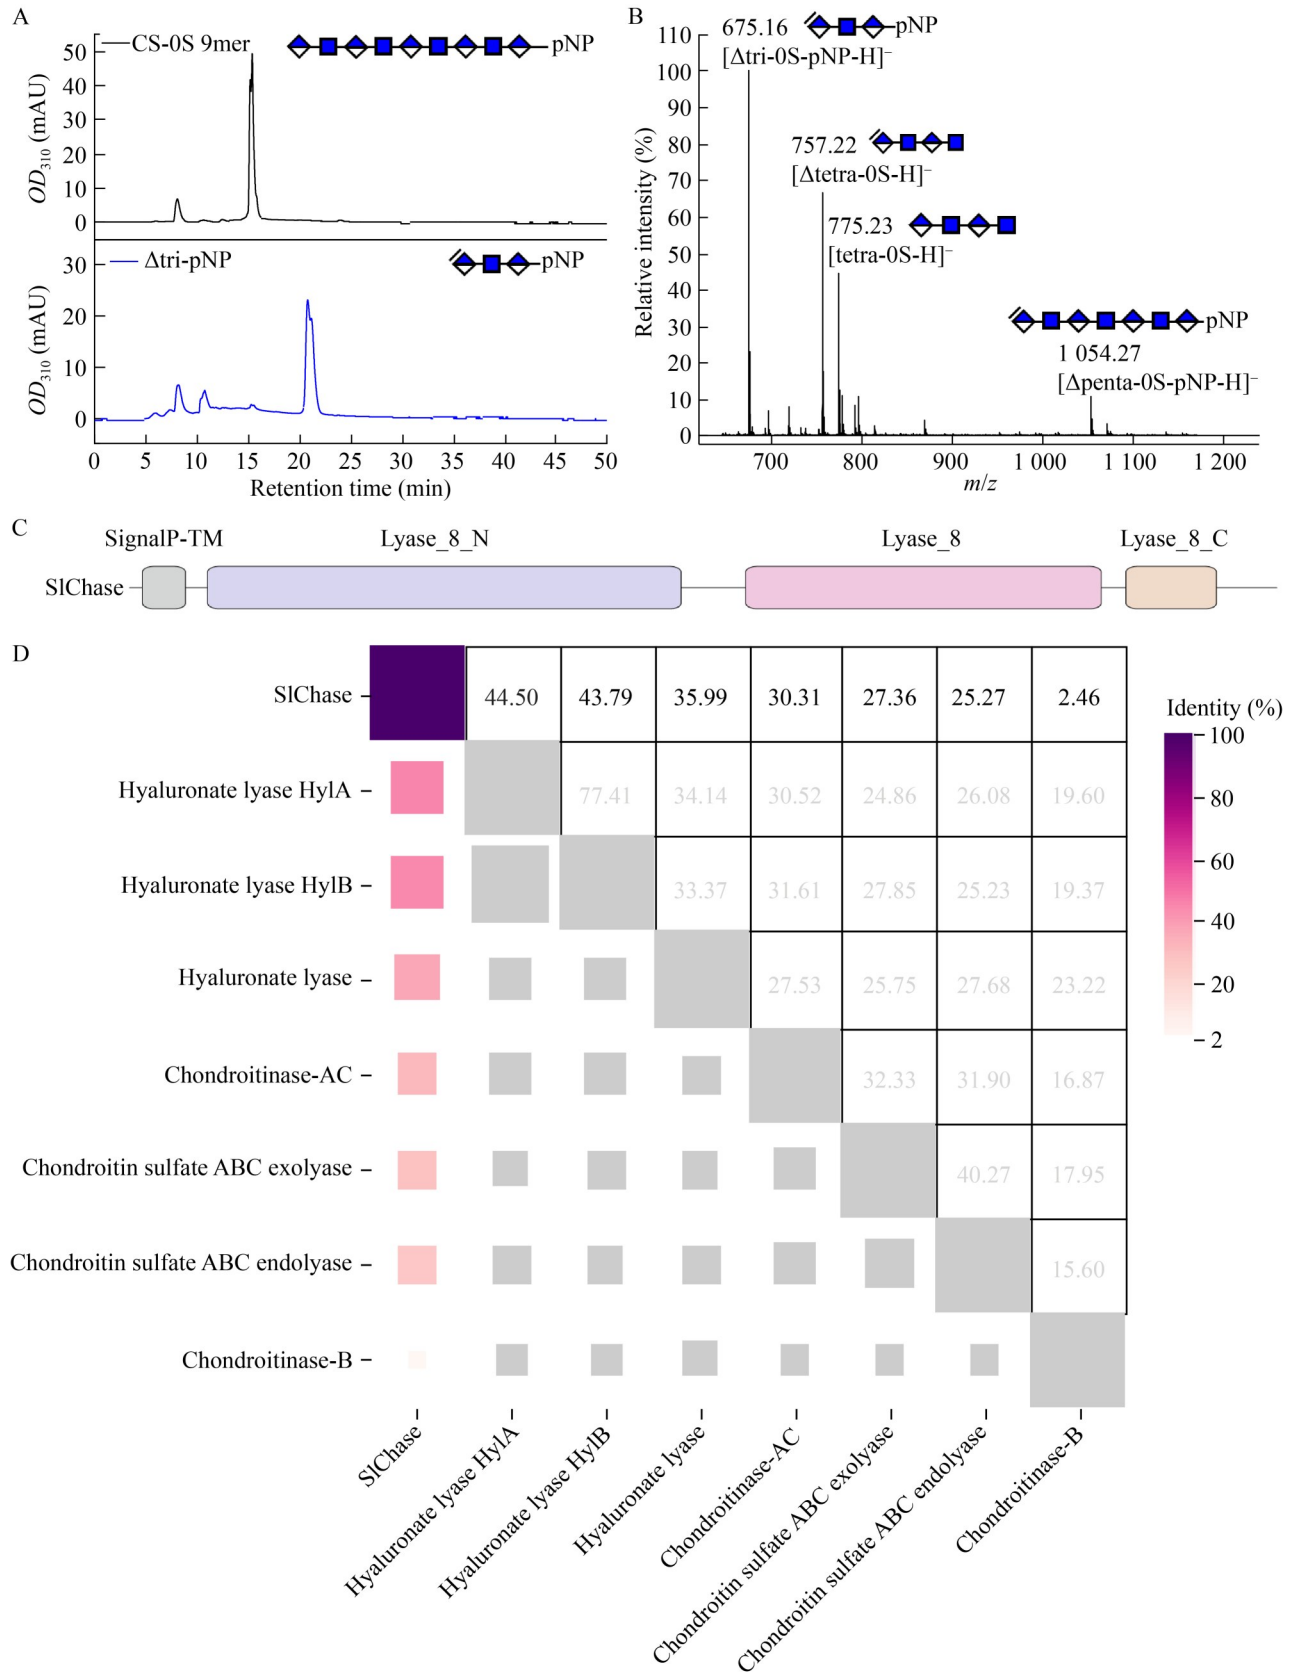 A
CS-0S 9mer
pNP
50
40
30
20
10
0
OD310 (mAU)
Δtri-pNP
pNP
30
20
10
0
OD310 (mAU)
0 5 10 15 20 25 30 35 40 45 50
Retention time (min)
B
675.16
pNP
[Δtri-0S-pNP-H]−
757.22
[Δtetra-0S-H]−
775.23
[tetra-0S-H]−
pNP
1 054.27
[Δpenta-0S-pNP-H]−
110
100
90
80
70
60
50
40
30
20
10
0
Relative intensity (%)
700 800 900 1 000 1 100 1 200
m/z
C
SignalP-TM Lyase_8_N Lyase_8 Lyase_8_C
SlChase
D
SlChase 44.50 43.79 35.99 30.31 27.36 25.27 2.46
Hyaluronate lyase HylA 77.41 34.14 30.52 24.86 26.08 19.60
Hyaluronate lyase HylB 33.37 31.61 27.85 25.23 19.37
Hyaluronate lyase 27.53 25.75 27.68 23.22
Chondroitinase-AC 32.33 31.90 16.87
Chondroitin sulfate ABC exolyase 40.27 17.95
Chondroitin sulfate ABC endolyase 15.60
Chondroitinase-B
SlChase
Hyaluronate lyase HylA
Hyaluronate lyase HylB
Hyaluronate lyase
Chondroitinase-AC
Chondroitin sulfate ABC exolyase
Chondroitin sulfate ABC endolyase
Chondroitinase-B
Identity (%)
100
80
60
40
20
2